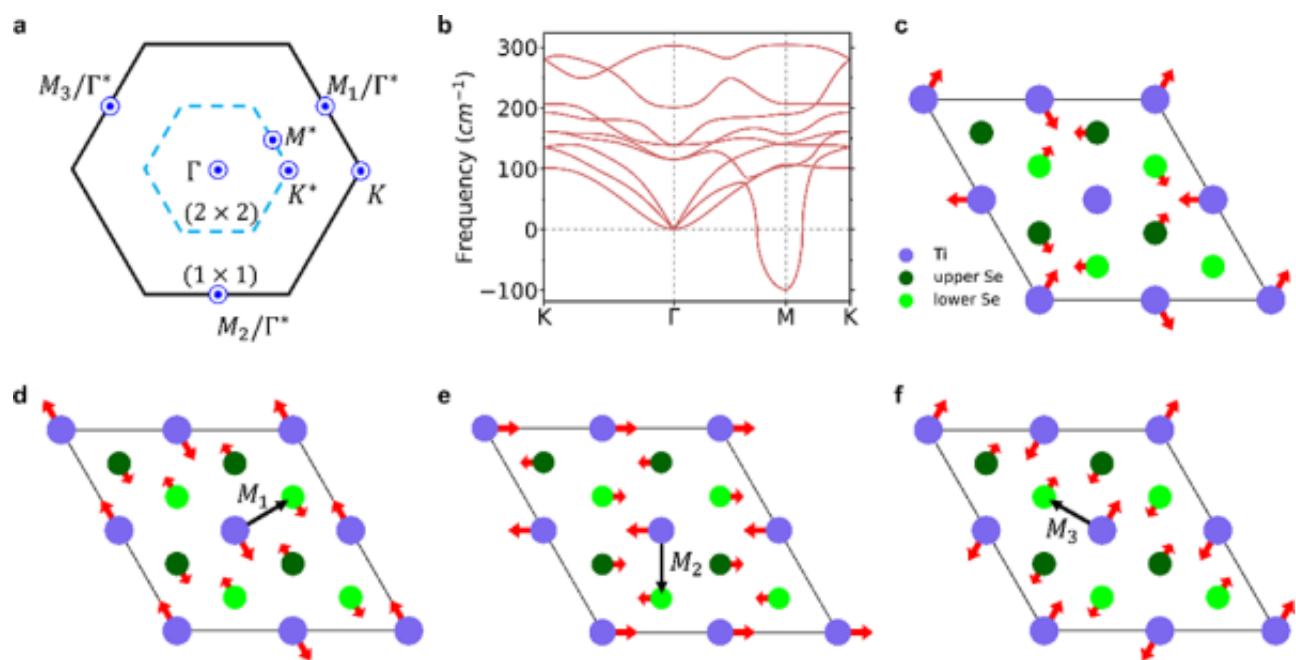 a
M₃/Γ*
M₁/Γ*
M*
Γ
K*
K
(2 × 2)
(1 × 1)
M₂/Γ*
b
Frequency (cm⁻¹)
300
200
100
0
−100
K
Γ
M
K
c
Ti
upper Se
lower Se
d
M₁
e
M₂
f
M₃